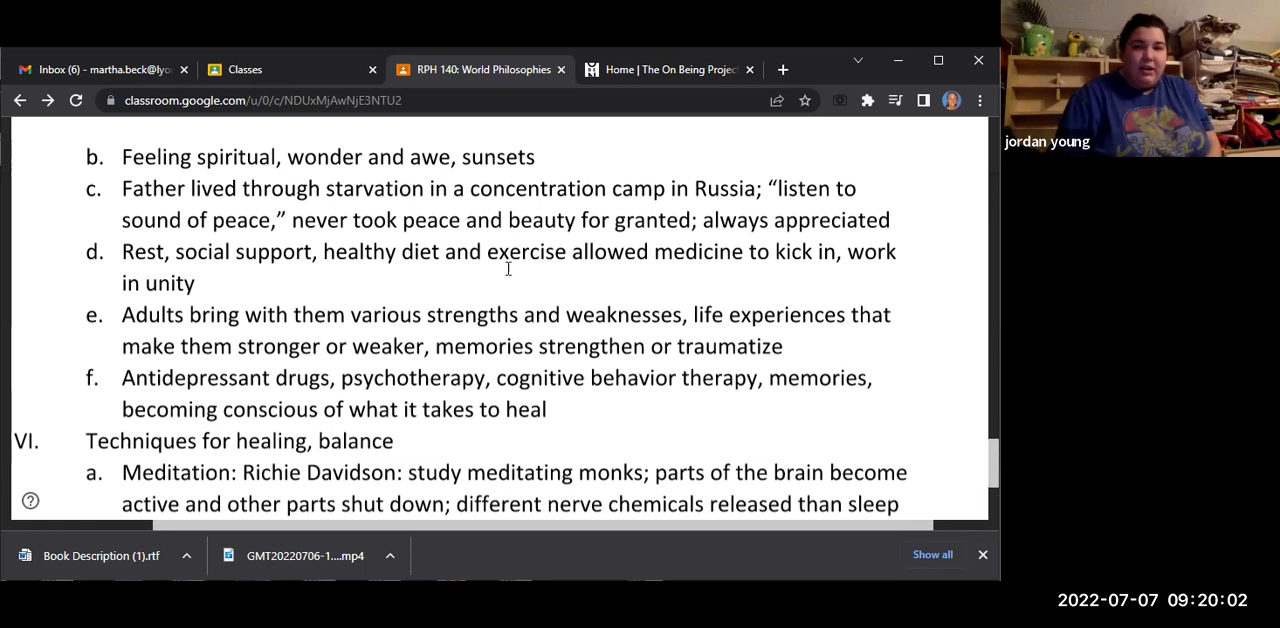 Inbox (6) - martha.beck@lyo
Classes
RPH 140: World Philosophies
Home | The On Being Project
classroom.google.com/u/0/c/NDUxMjAwNjE3NTU2
jordan young
b. Feeling spiritual, wonder and awe, sunsets
c. Father lived through starvation in a concentration camp in Russia; “listen to
sound of peace,” never took peace and beauty for granted; always appreciated
d. Rest, social support, healthy diet and exercise allowed medicine to kick in, work
in unity
e. Adults bring with them various strengths and weaknesses, life experiences that
make them stronger or weaker, memories strengthen or traumatize
f. Antidepressant drugs, psychotherapy, cognitive behavior therapy, memories,
becoming conscious of what it takes to heal
VI. Techniques for healing, balance
a. Meditation: Richie Davidson: study meditating monks; parts of the brain become
active and other parts shut down; different nerve chemicals released than sleep
Book Description (1).rtf
GMT20220706-1....mp4
Show all
2022-07-07 09:20:02